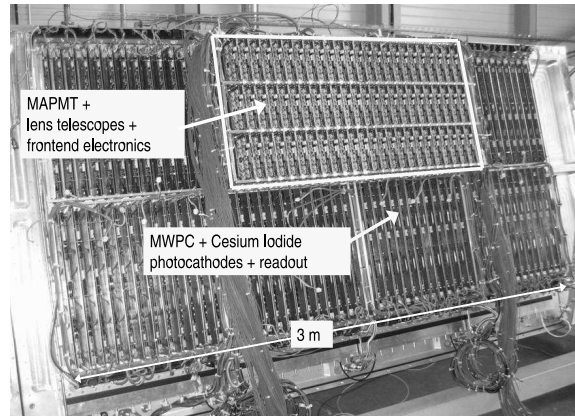 MAPMT +
lens telescopes +
frontend electronics
MWPC + Cesium Iodide
photocathodes + readout
3 m